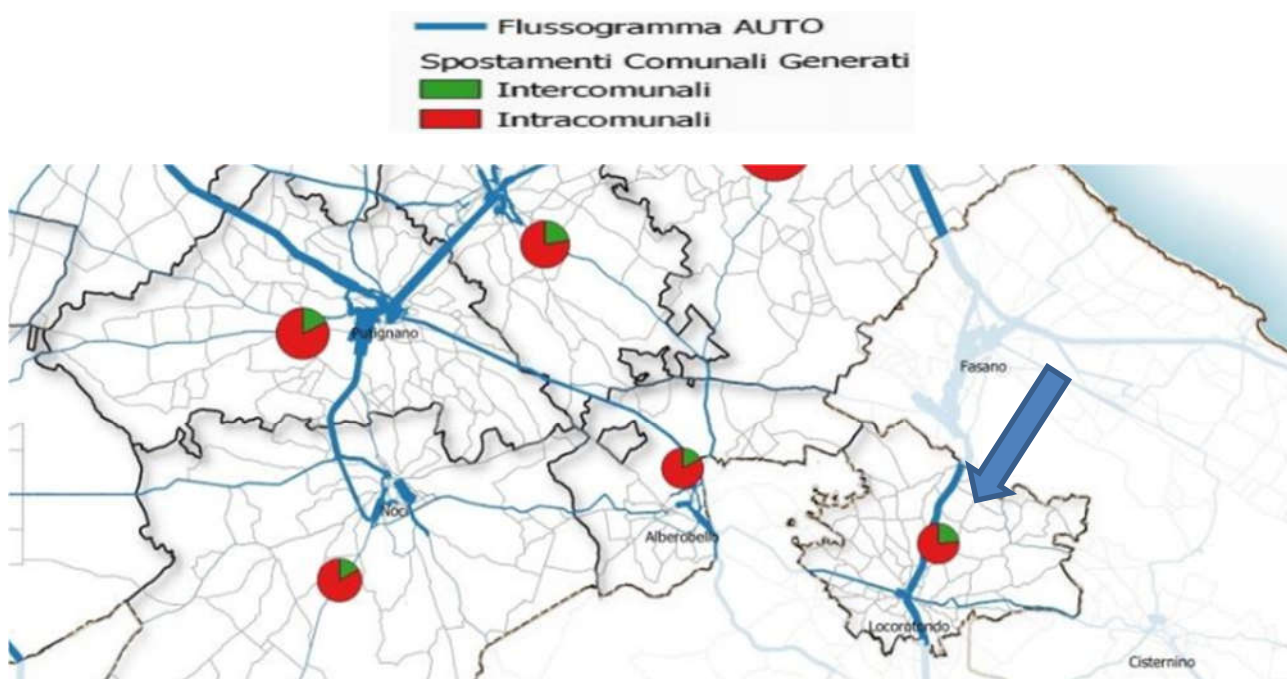 Flussogramma AUTO
Spostamenti Comunali Generati
Intercomunali
Intracomunali
Putignano
Fasano
Noci
Alberobello
Locorotondo
Cisternino